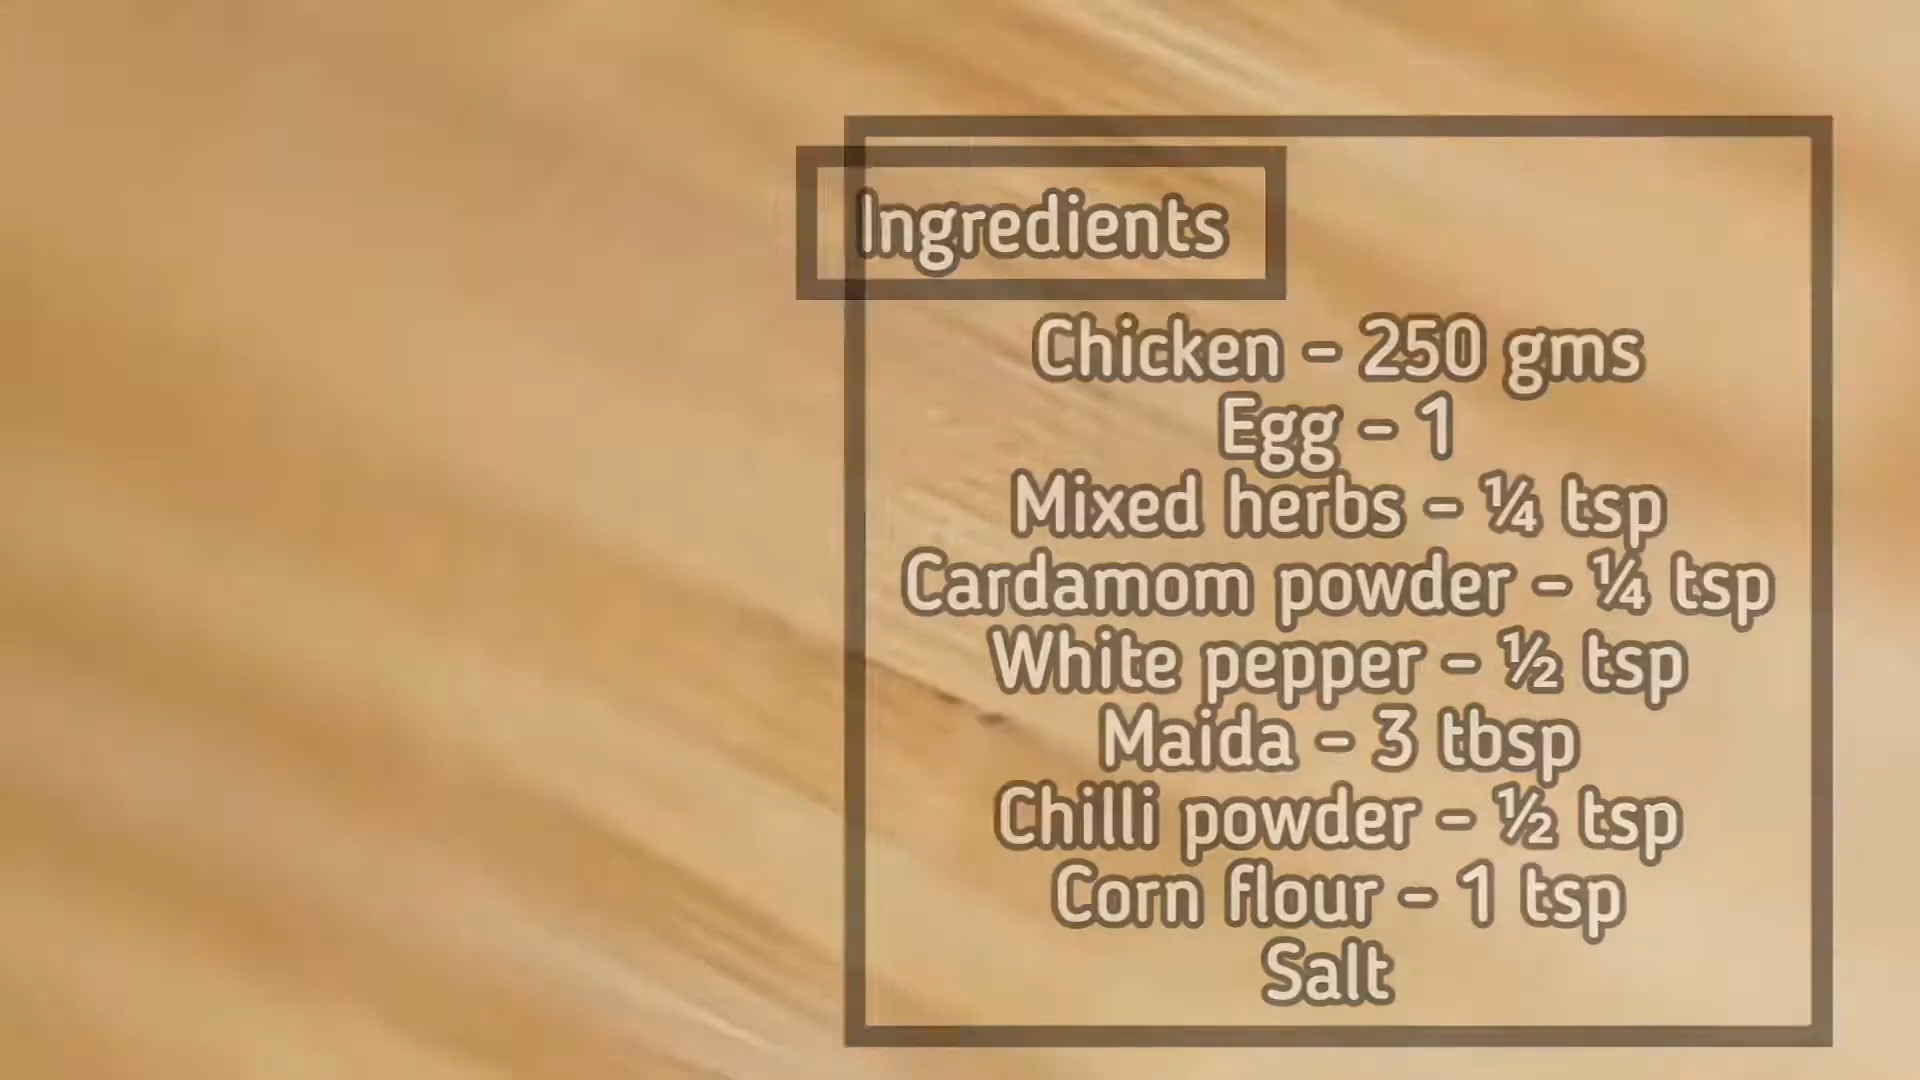 Ingredients
Chicken - 250 gms
Egg - 1
Mixed herbs - ¼ tsp
Cardamom powder - ¼ tsp
White pepper - ½ tsp
Maida - 3 tbsp
Chilli powder - ½ tsp
Corn flour - 1 tsp
Salt